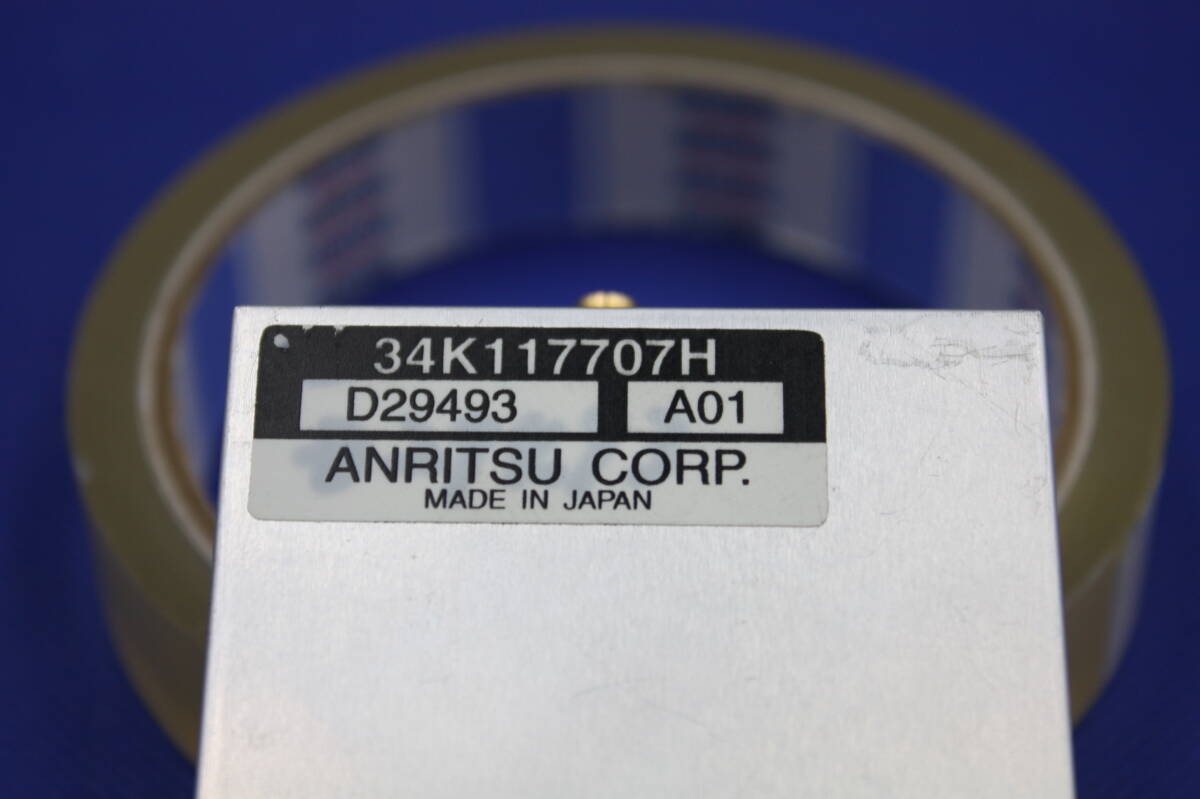 34K117707H
D29493 A01
ANRITSU CORP.
MADE IN JAPAN